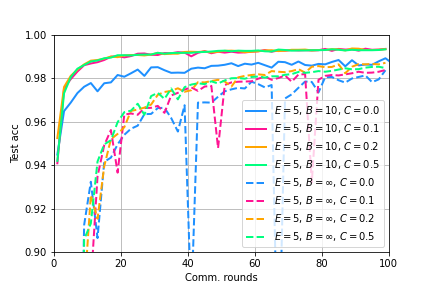 1.00
0.98
0.96
0.94
0.92
0.90
Test acc
E = 5, B = 10, C = 0.0
E = 5, B = 10, C = 0.1
E = 5, B = 10, C = 0.2
E = 5, B = 10, C = 0.5
E = 5, B = ∞, C = 0.0
E = 5, B = ∞, C = 0.1
E = 5, B = ∞, C = 0.2
E = 5, B = ∞, C = 0.5
0 20 40 60 80 100
Comm. rounds